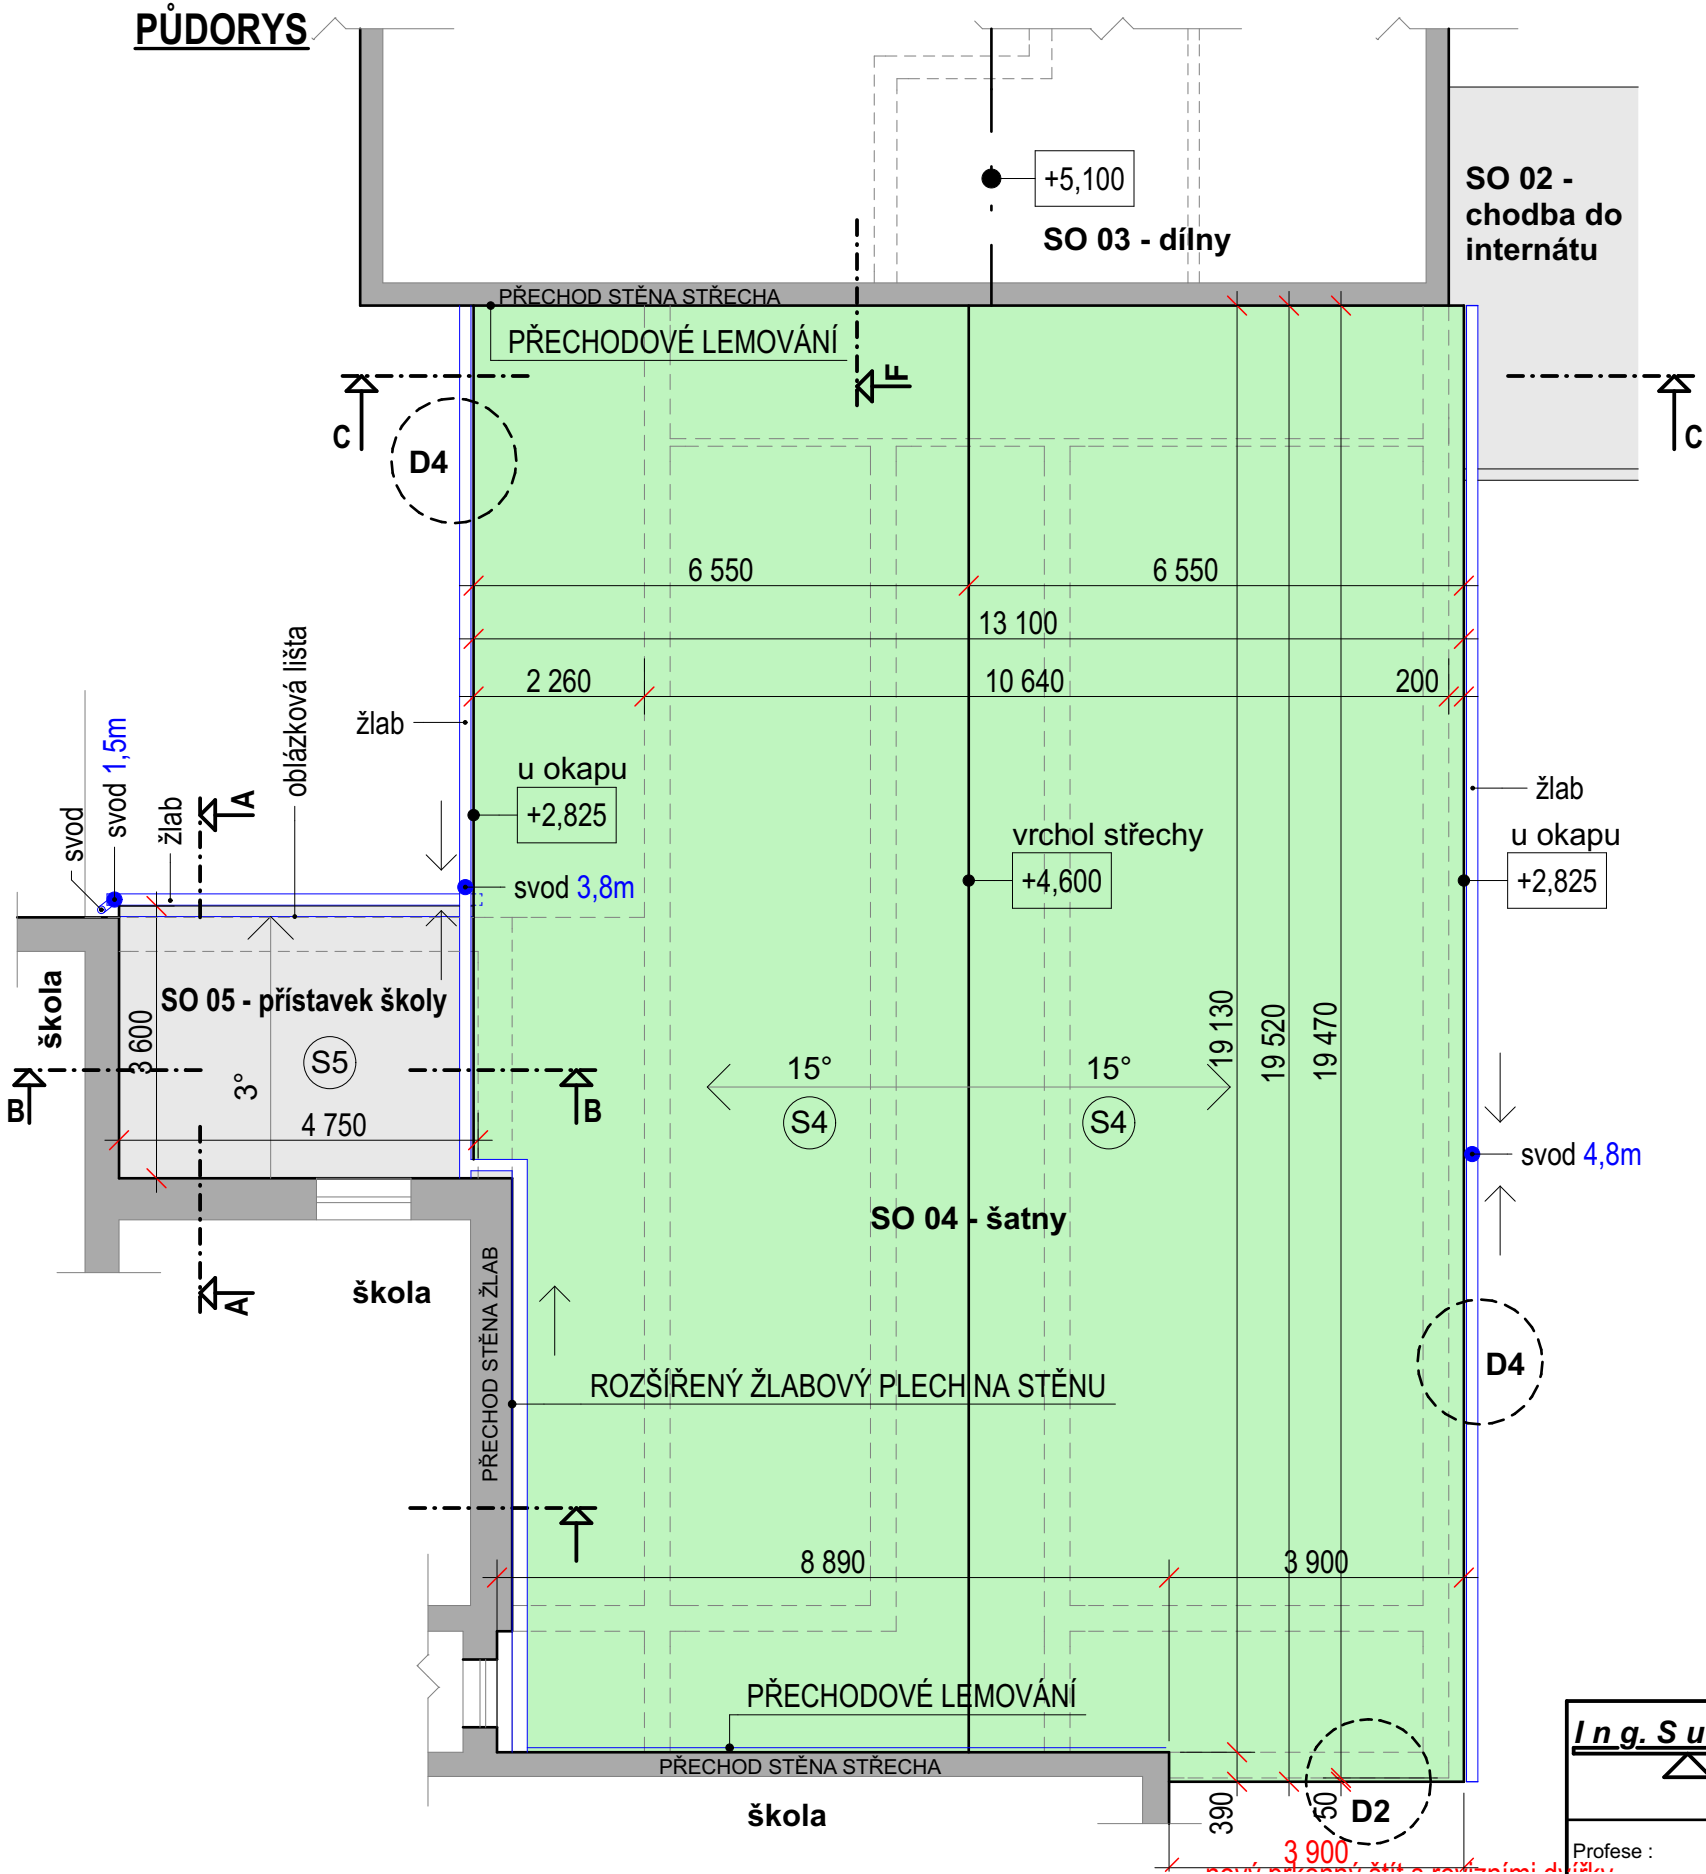 PŮDORYS
+5,100
SO 03 - dílny
SO 02 -
chodba do
internátu
PŘECHOD STĚNA STŘECHA
PŘECHODOVÉ LEMOVÁNÍ
F
C
C
D4
6 550
6 550
13 100
2 260
10 640
200
oblázková lišta
žlab
svod 1,5m
svod
žlab
A
u okapu
+2,825
žlab
u okapu
+2,825
vrchol střechy
+4,600
svod 3,8m
škola
SO 05 - přístavek školy
3 600
S5
3°
4 750
B
B
19 130
19 520
19 470
15°
15°
S4
S4
svod 4,8m
SO 04 - šatny
A
škola
PŘECHOD STĚNA ŽLAB
ROZŠÍŘENÝ ŽLABOVÝ PLECH NA STĚNU
D4
8 890
3 900
PŘECHODOVÉ LEMOVÁNÍ
PŘECHOD STĚNA STŘECHA
škola
390
50
D2
3 900
Ing. Su
Profese :